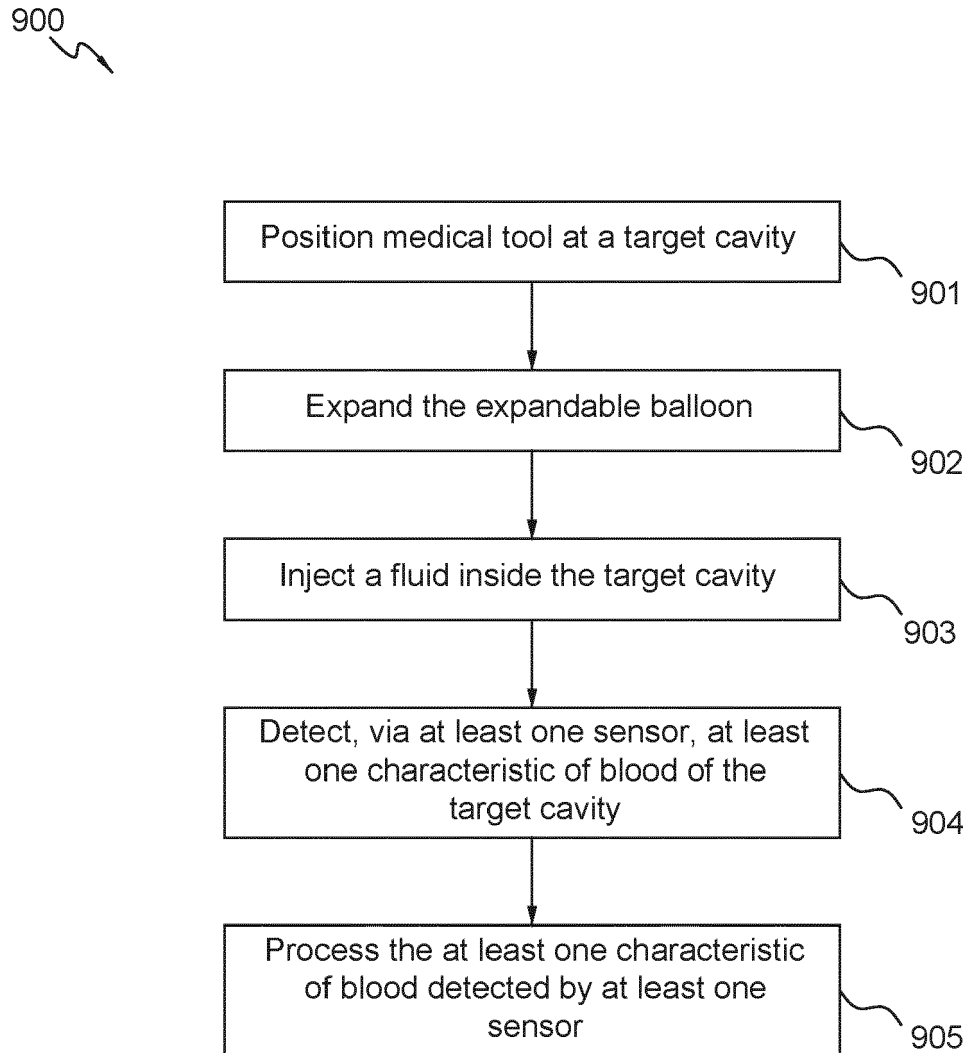 900
Position medical tool at a target cavity
901
Expand the expandable balloon
902
Inject a fluid inside the target cavity
903
Detect, via at least one sensor, at least
one characteristic of blood of the
target cavity
904
Process the at least one characteristic
of blood detected by at least one
sensor
905